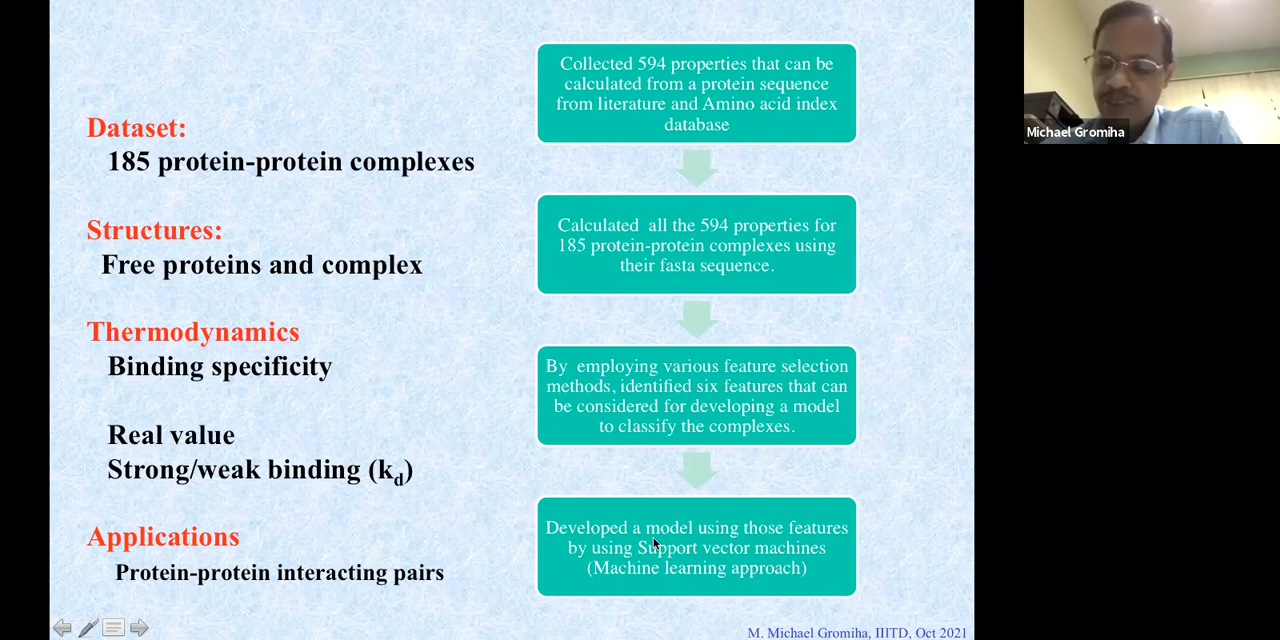 Dataset:
185 protein-protein complexes
Structures:
Free proteins and complex
Thermodynamics
Binding specificity
Real value
Strong/weak binding (kd)
Applications
Protein-protein interacting pairs
Collected 594 properties that can be
calculated from a protein sequence
from literature and Amino acid index
database
Calculated all the 594 properties for
185 protein-protein complexes using
their fasta sequence.
By employing various feature selection
methods, identified six features that can
be considered for developing a model
to classify the complexes.
Developed a model using those features
by using Support vector machines
(Machine learning approach)
M. Michael Gromiha, IIITD, Oct 2021
Michael Gromiha